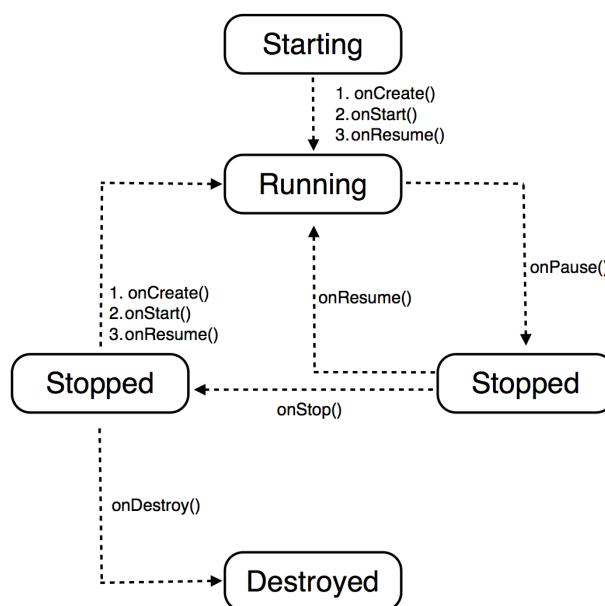 Starting
1. onCreate()
2.onStart()
3.onResume()
Running
onPause()
onResume()
1. onCreate()
2.onStart()
3.onResume()
Stopped
Stopped
onStop()
onDestroy()
Destroyed